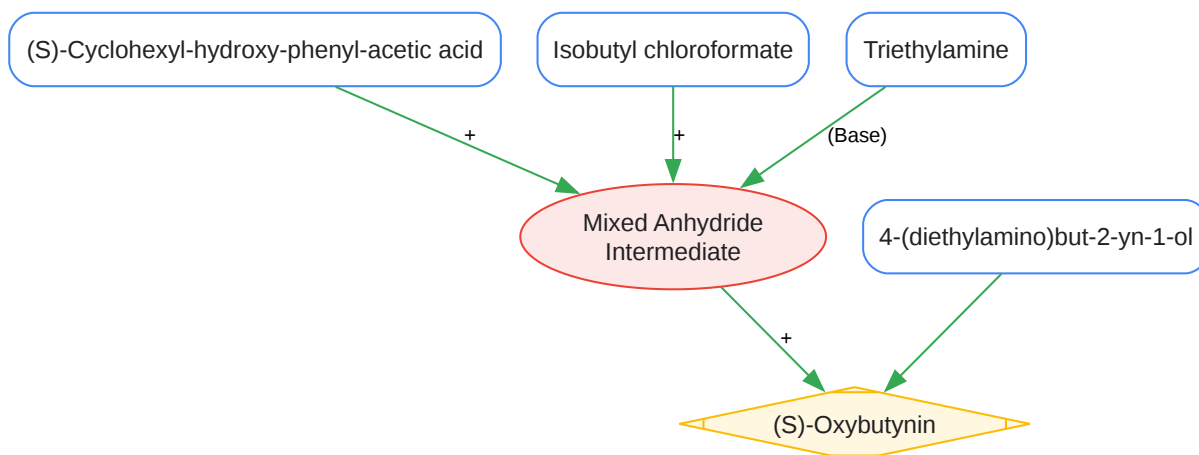 (S)-Cyclohexyl-hydroxy-phenyl-acetic acid
Isobutyl chloroformate
Triethylamine
+
+
(Base)
Mixed Anhydride
Intermediate
4-(diethylamino)but-2-yn-1-ol
+
(S)-Oxybutynin